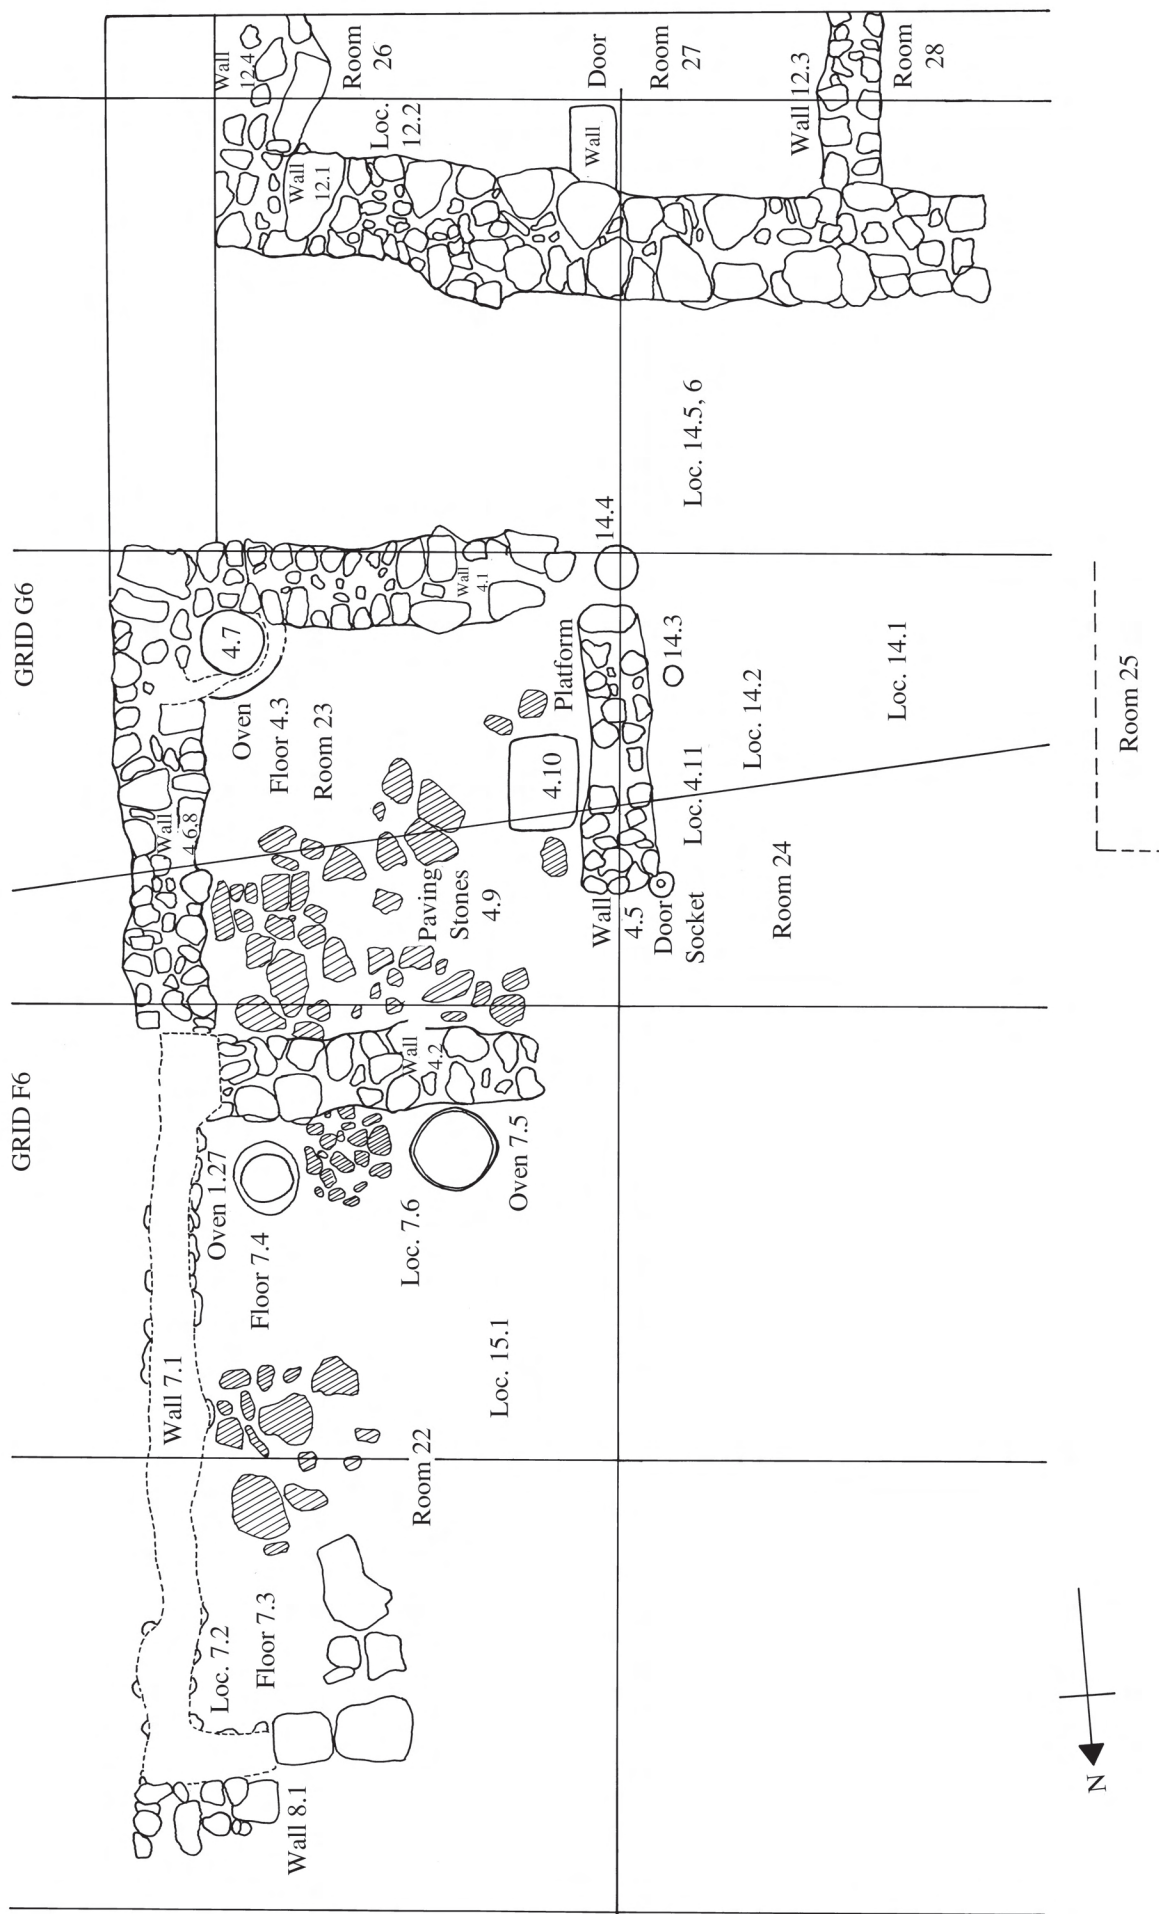 GRID G6
GRID F6
Wall
12.4
Room
26
Door
Room
27
Wall 12.3
Room
28
Loc.
12.2
Wall
12.1
Wall
Loc. 14.5, 6
14.4
Wall
4.1
4.7
Oven
Floor 4.3
Room 23
Platform
4.10
14.3
Loc. 14.2
Loc. 14.1
Room 25
Wall
4.6,8
Loc. 4.11
Paving
Stones
4.9
Wall
4.5
Door
Socket
Room 24
Wall
4.2
Oven 1.27
Floor 7.4
Loc. 7.6
Oven 7.5
Wall 7.1
Loc. 15.1
Room 22
Loc. 7.2
Floor 7.3
Wall 8.1
N